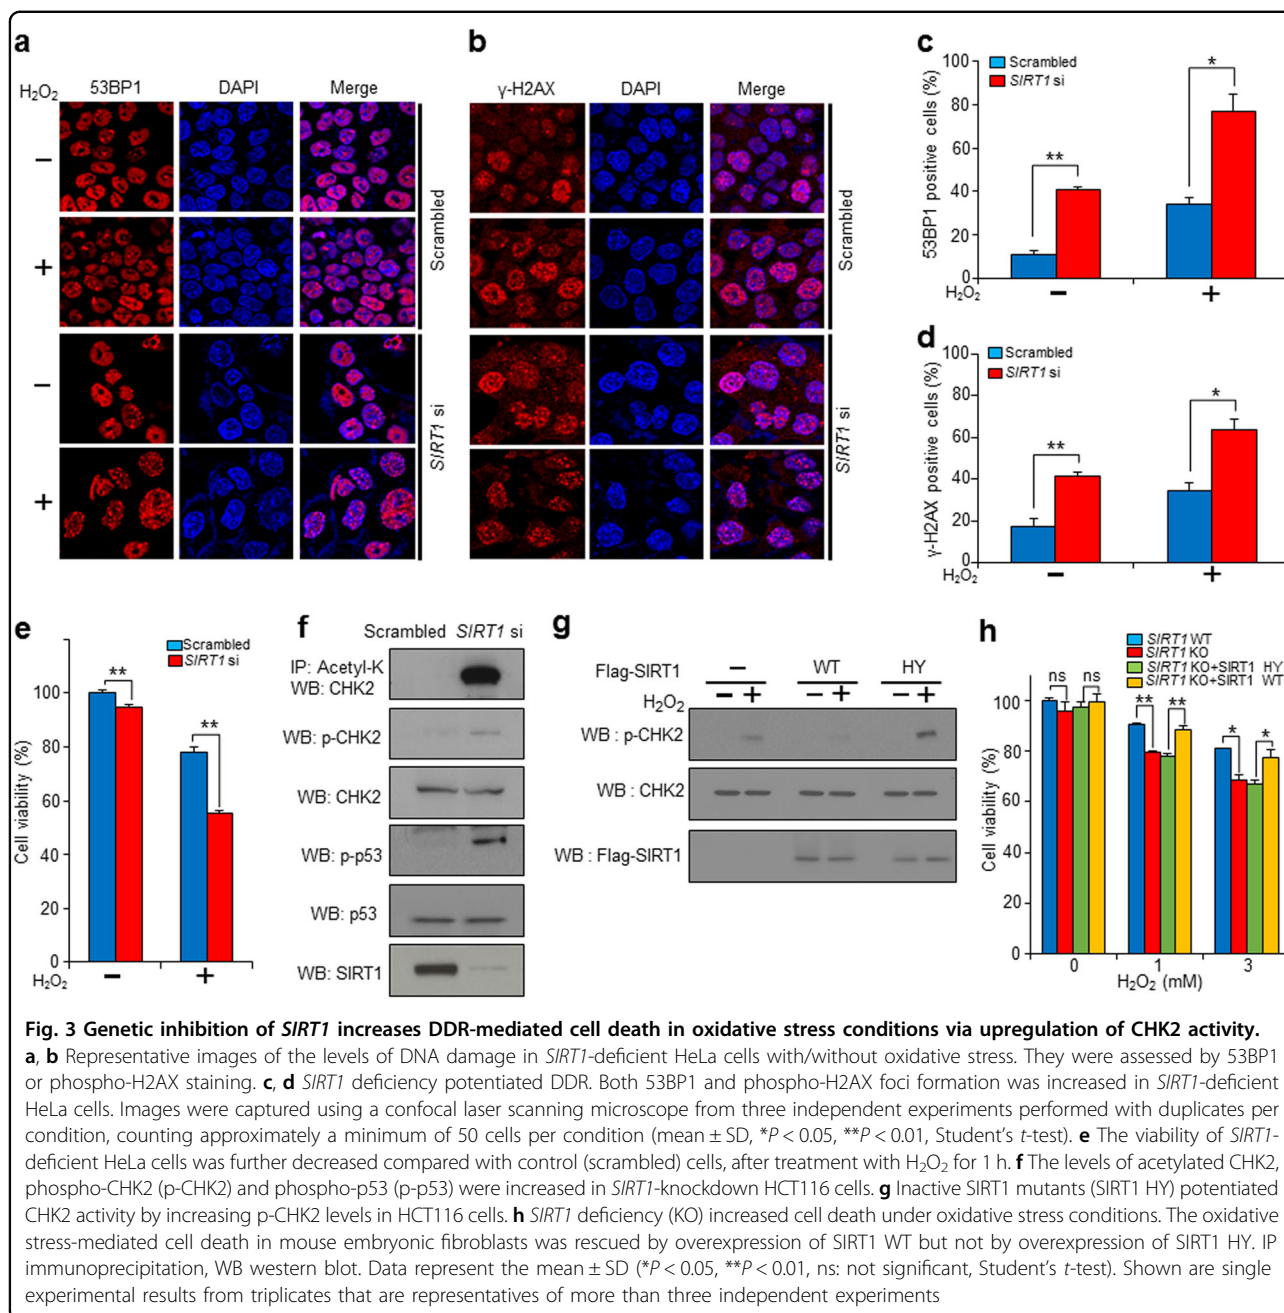 a
H₂O₂ 53BP1 DAPI Merge
−
+
Scrambled
−
+
SIRT1 si
b
γ-H2AX DAPI Merge
Scrambled
SIRT1 si
c
Scrambled
SIRT1 si
53BP1 positive cells (%)
100
80
60
40
20
0
**
*
H₂O₂ − +
d
Scrambled
SIRT1 si
γ-H2AX positive cells (%)
100
80
60
40
20
0
**
*
H₂O₂ − +
e
Scrambled
SIRT1 si
Cell viability (%)
100
80
60
40
20
0
**
**
H₂O₂ − +
f
Scrambled SIRT1 si
IP: Acetyl-K
WB: CHK2
WB: p-CHK2
WB: CHK2
WB: p-p53
WB: p53
WB: SIRT1
g
Flag-SIRT1 − WT HY
H₂O₂ − + − + − +
WB : p-CHK2
WB : CHK2
WB : Flag-SIRT1
h
SIRT1 WT
SIRT1 KO
SIRT1 KO+SIRT1 HY
SIRT1 KO+SIRT1 WT
Cell viability (%)
100
80
60
40
20
0
ns ns
** **
* *
0 1 3
H₂O₂ (mM)
Fig. 3 Genetic inhibition of SIRT1 increases DDR-mediated cell death in oxidative stress conditions via upregulation of CHK2 activity.
a, b Representative images of the levels of DNA damage in SIRT1-deficient HeLa cells with/without oxidative stress. They were assessed by 53BP1
or phospho-H2AX staining. c, d SIRT1 deficiency potentiated DDR. Both 53BP1 and phospho-H2AX foci formation was increased in SIRT1-deficient
HeLa cells. Images were captured using a confocal laser scanning microscope from three independent experiments performed with duplicates per
condition, counting approximately a minimum of 50 cells per condition (mean ± SD, *P < 0.05, **P < 0.01, Student's t-test). e The viability of SIRT1-
deficient HeLa cells was further decreased compared with control (scrambled) cells, after treatment with H₂O₂ for 1 h. f The levels of acetylated CHK2,
phospho-CHK2 (p-CHK2) and phospho-p53 (p-p53) were increased in SIRT1-knockdown HCT116 cells. g Inactive SIRT1 mutants (SIRT1 HY) potentiated
CHK2 activity by increasing p-CHK2 levels in HCT116 cells. h SIRT1 deficiency (KO) increased cell death under oxidative stress conditions. The oxidative
stress-mediated cell death in mouse embryonic fibroblasts was rescued by overexpression of SIRT1 WT but not by overexpression of SIRT1 HY. IP
immunoprecipitation, WB western blot. Data represent the mean ± SD (*P < 0.05, **P < 0.01, ns: not significant, Student's t-test). Shown are single
experimental results from triplicates that are representatives of more than three independent experiments